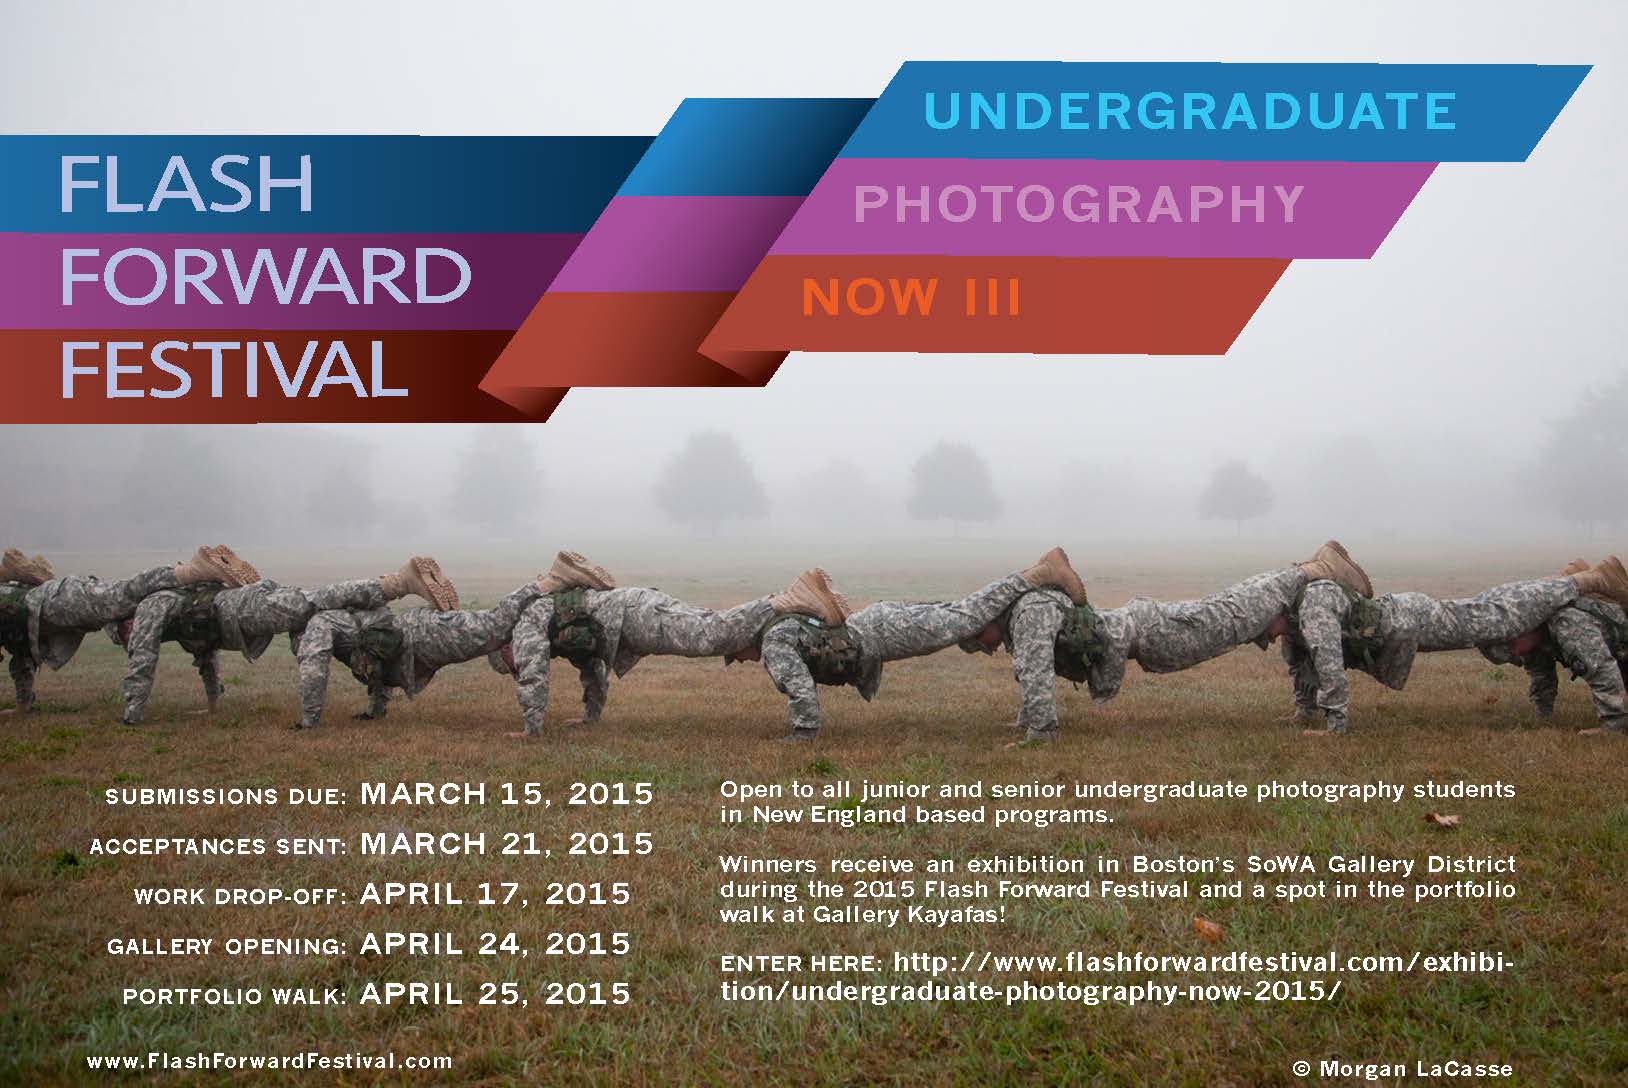 FLASH
FORWARD
FESTIVAL
UNDERGRADUATE
PHOTOGRAPHY
NOW III
SUBMISSIONS DUE: MARCH 15, 2015
ACCEPTANCES SENT: MARCH 21, 2015
WORK DROP-OFF: APRIL 17, 2015
GALLERY OPENING: APRIL 24, 2015
PORTFOLIO WALK: APRIL 25, 2015
Open to all junior and senior undergraduate photography students
in New England based programs.
Winners receive an exhibition in Boston's SoWA Gallery District
during the 2015 Flash Forward Festival and a spot in the portfolio
walk at Gallery Kayafas!
ENTER HERE: http://www.flashforwardfestival.com/exhibi-
tion/undergraduate-photography-now-2015/
www.FlashForwardFestival.com
© Morgan LaCasse